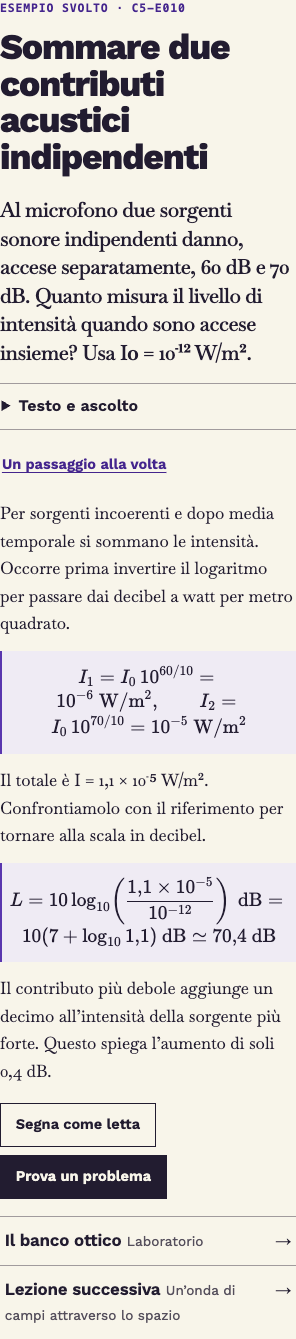 ESEMPIO SVOLTO · C5–E010
Sommare due
contributi
acustici
indipendenti
Al microfono due sorgenti
sonore indipendenti danno,
accese separatamente, 60 dB e 70
dB. Quanto misura il livello di
intensità quando sono accese
insieme? Usa I0 = 10⁻¹² W/m².
▶ Testo e ascolto
Un passaggio alla volta
Per sorgenti incoerenti e dopo media
temporale si sommano le intensità.
Occorre prima invertire il logaritmo
per passare dai decibel a watt per metro
quadrato.
I₁ = I₀ 10^{60/10} =
10⁻⁶ W/m², I₂ =
I₀ 10^{70/10} = 10⁻⁵ W/m²
Il totale è I = 1,1 × 10⁻⁵ W/m².
Confrontiamolo con il riferimento per
tornare alla scala in decibel.
L = 10 log₁₀(1,1 × 10⁻⁵ / 10⁻¹²) dB =
10(7 + log₁₀ 1,1) dB ≃ 70,4 dB
Il contributo più debole aggiunge un
decimo all’intensità della sorgente più
forte. Questo spiega l’aumento di soli
0,4 dB.
Segna come letta
Prova un problema
Il banco ottico Laboratorio →
Lezione successiva Un’onda di →
campi attraverso lo spazio